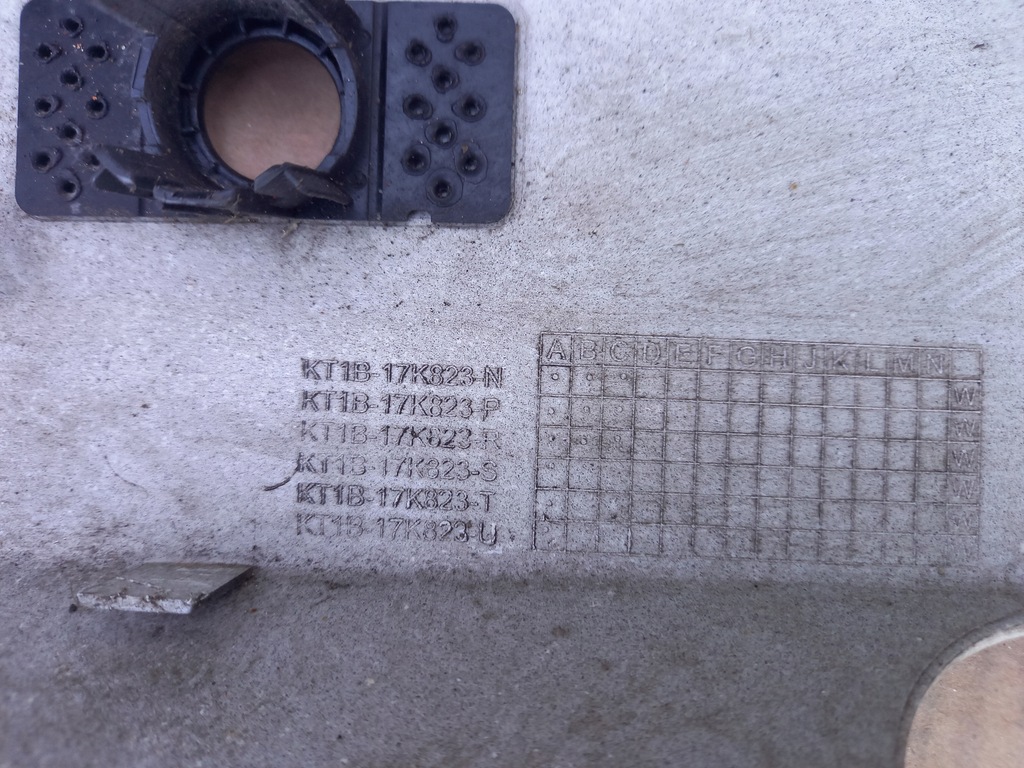 A B C D E F G H J K L M N
KT1B-17K823-N W
KT1B-17K823-P W
KT1B-17K823-R W
KT1B-17K823-S W
KT1B-17K823-T W
KT1B-17K823-U